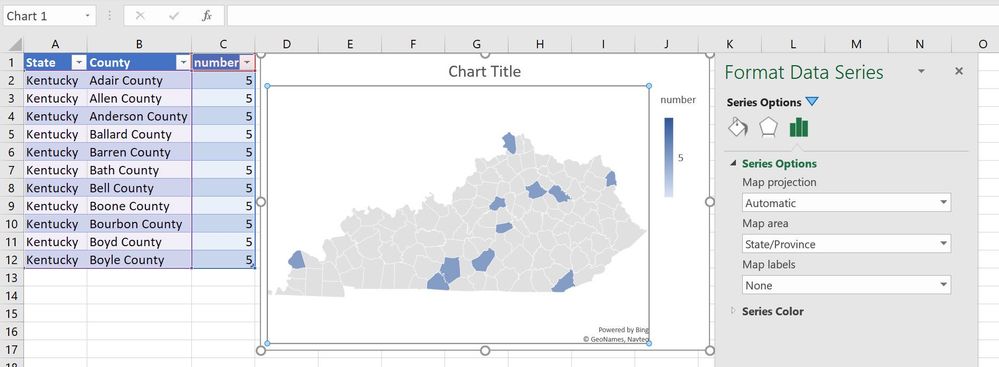 Chart 1
fx
A B C D E F G H I J K L M N O
1 State County number
2 Kentucky Adair County 5
3 Kentucky Allen County 5
4 Kentucky Anderson County 5
5 Kentucky Ballard County 5
6 Kentucky Barren County 5
7 Kentucky Bath County 5
8 Kentucky Bell County 5
9 Kentucky Boone County 5
10 Kentucky Bourbon County 5
11 Kentucky Boyd County 5
12 Kentucky Boyle County 5
13
14
15
16
17
18
Chart Title
number
5
Powered by Bing
© GeoNames, Navteq
Format Data Series
Series Options
Series Options
Map projection
Automatic
Map area
State/Province
Map labels
None
Series Color